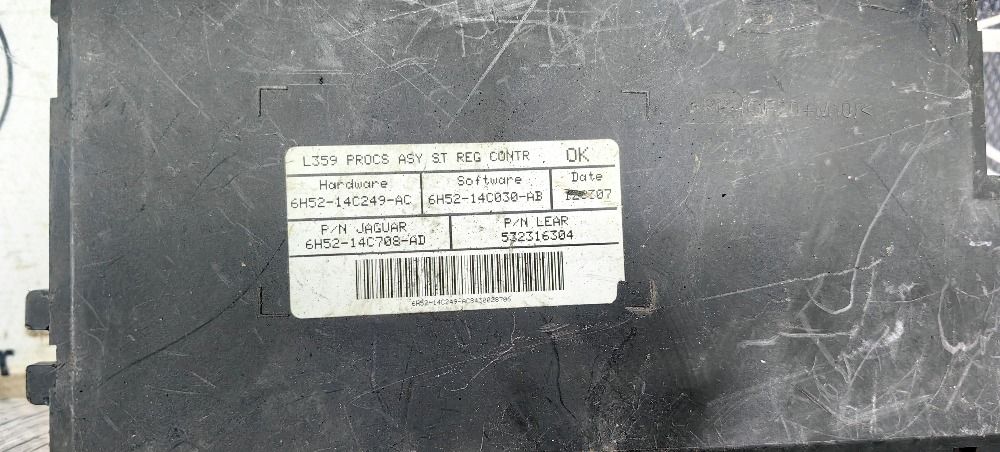 L359 PROCS ASY ST REG CONTR OK
Hardware Software Date
6H52-14C249-AC 6H52-14C030-AB
P/N JAGUAR P/N LEAR
6H52-14C708-AD 532316304